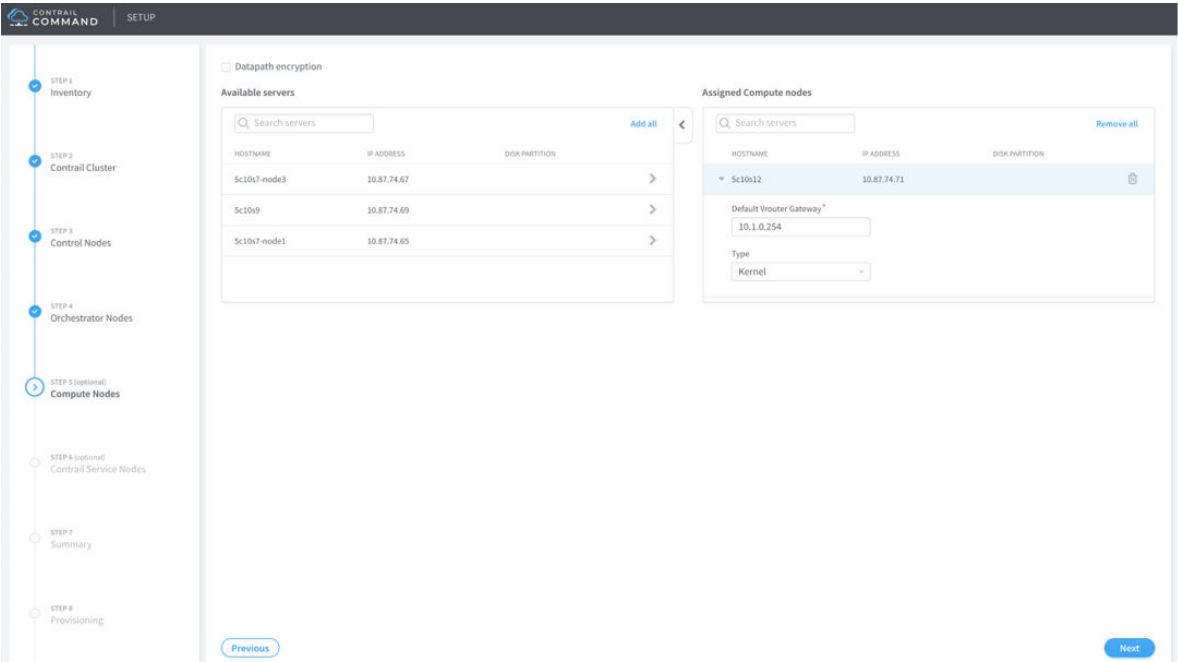 CONTRAIL
COMMAND
SETUP
STEP 1
Inventory
STEP 2
Contrail Cluster
STEP 3
Control Nodes
STEP 4
Orchestrator Nodes
STEP 5 (optional)
Compute Nodes
STEP 6 (optional)
Contrail Service Nodes
STEP 7
Summary
STEP 8
Provisioning
Datapath encryption
Available servers
Search servers
Add all
HOSTNAME IP ADDRESS DISK PARTITION
5c10s7-node3 10.87.74.67
5c10s9 10.87.74.69
5c10s7-node1 10.87.74.65
Assigned Compute nodes
Search servers
Remove all
HOSTNAME IP ADDRESS DISK PARTITION
5c10s12 10.87.74.71
Default Vrouter Gateway*
10.1.0.254
Type
Kernel
Previous
Next